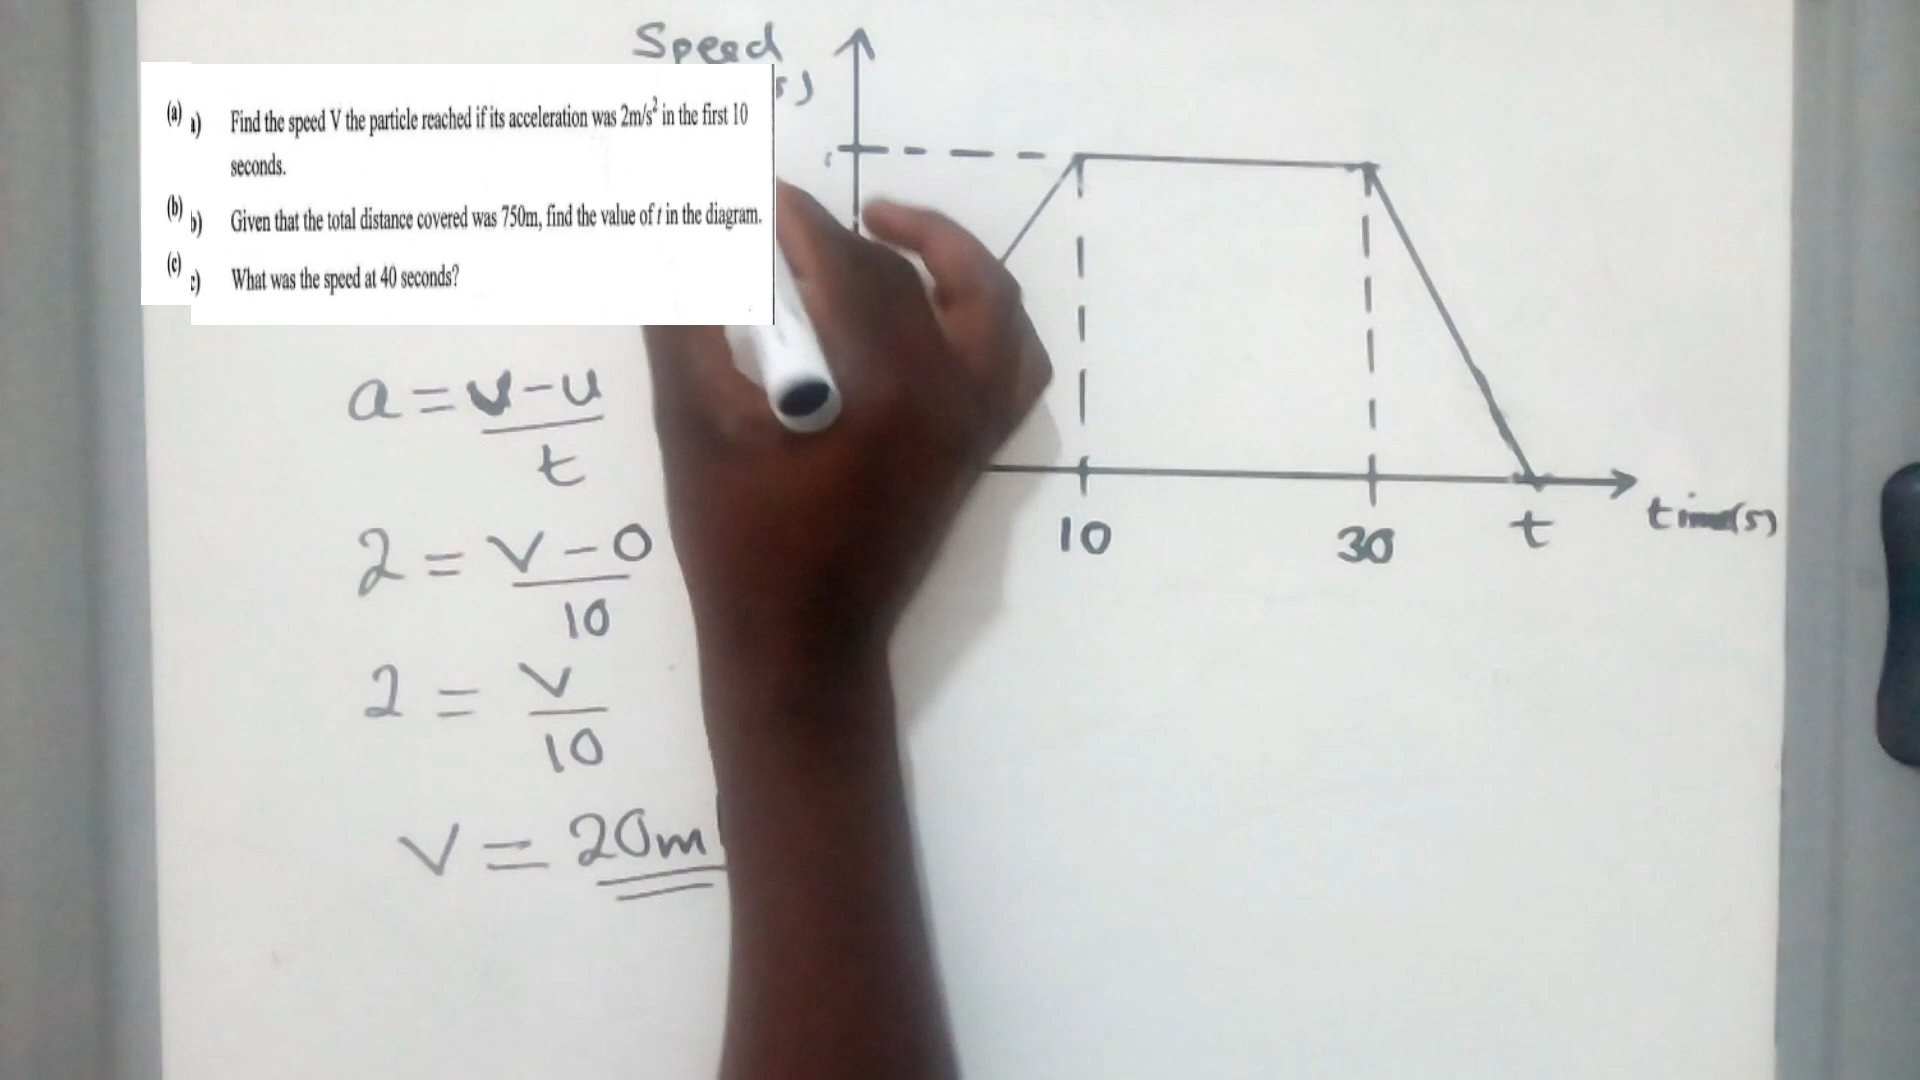 Speed
s)
(a) a) Find the speed V the particle reached if its acceleration was 2m/s² in the first 10
seconds.
(b) b) Given that the total distance covered was 750m, find the value of t in the diagram.
(c) c) What was the speed at 40 seconds?
a = v-u
t
2 = v-0
10
2 = v
10
v = 20m
10
30
t
time(s)